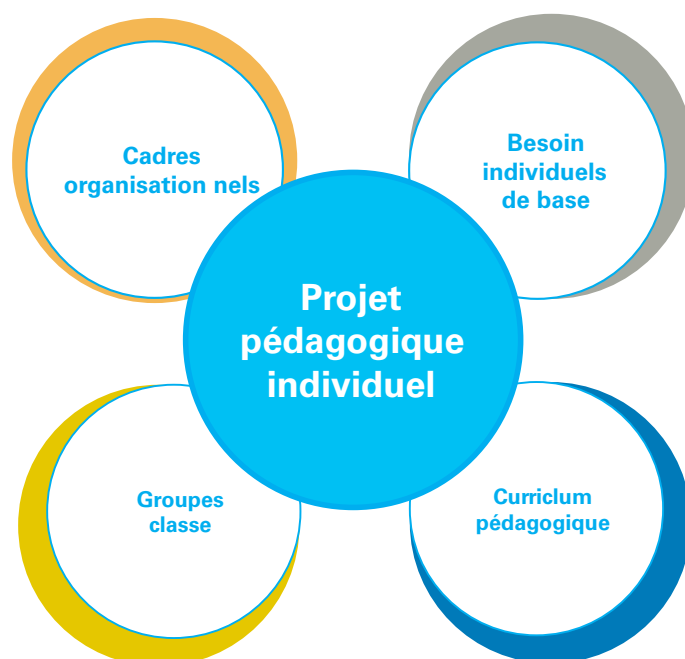 Cadres
organisation nels
Besoin
individuels
de base
Projet
pédagogique
individuel
Groupes
classe
Curriclum
pédagogique